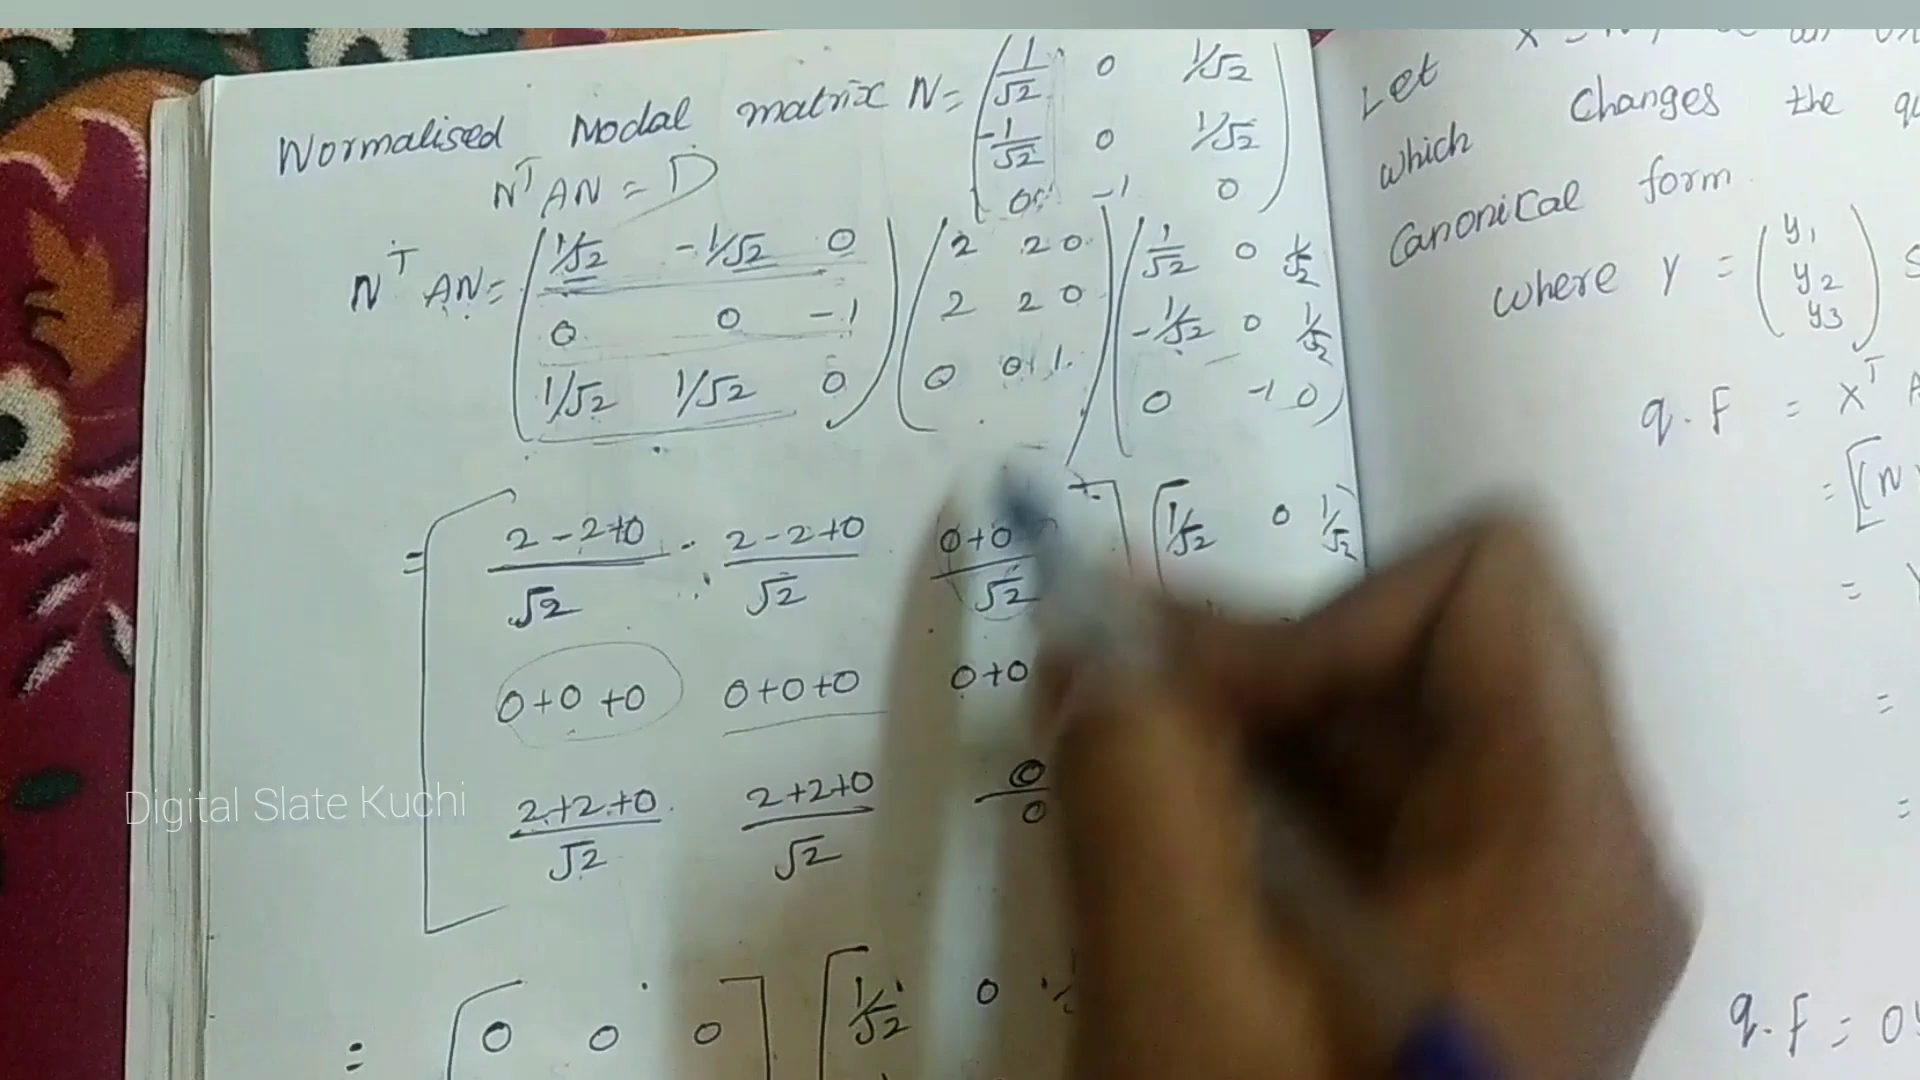 Normalised Modal matrix N = (1/√2 0 1/√2
-1/√2 0 1/√2
0 -1 0)
N^T AN = D
N^T AN = (1/√2 -1/√2 0) (2 2 0) (1/√2 0 1/√2)
(0 0 -1) (2 2 0) (-1/√2 0 1/√2)
(1/√2 1/√2 0) (0 0 1) (0 -1 0)
= [(2-2+0)/√2 (2-2+0)/√2 (0+0)/√2 ] [1/√2 0 1/√2
0+0+0 0+0+0 0+0
(2+2+0)/√2 (2+2+0)/√2 0/0
= [0 0 0] [1/√2 0
Digital Slate Kuchi
Let
which changes the
Canonical form
where Y = (y1
y2
y3)
q.F = X^T
= [(N
=
=
=
q.F = 0